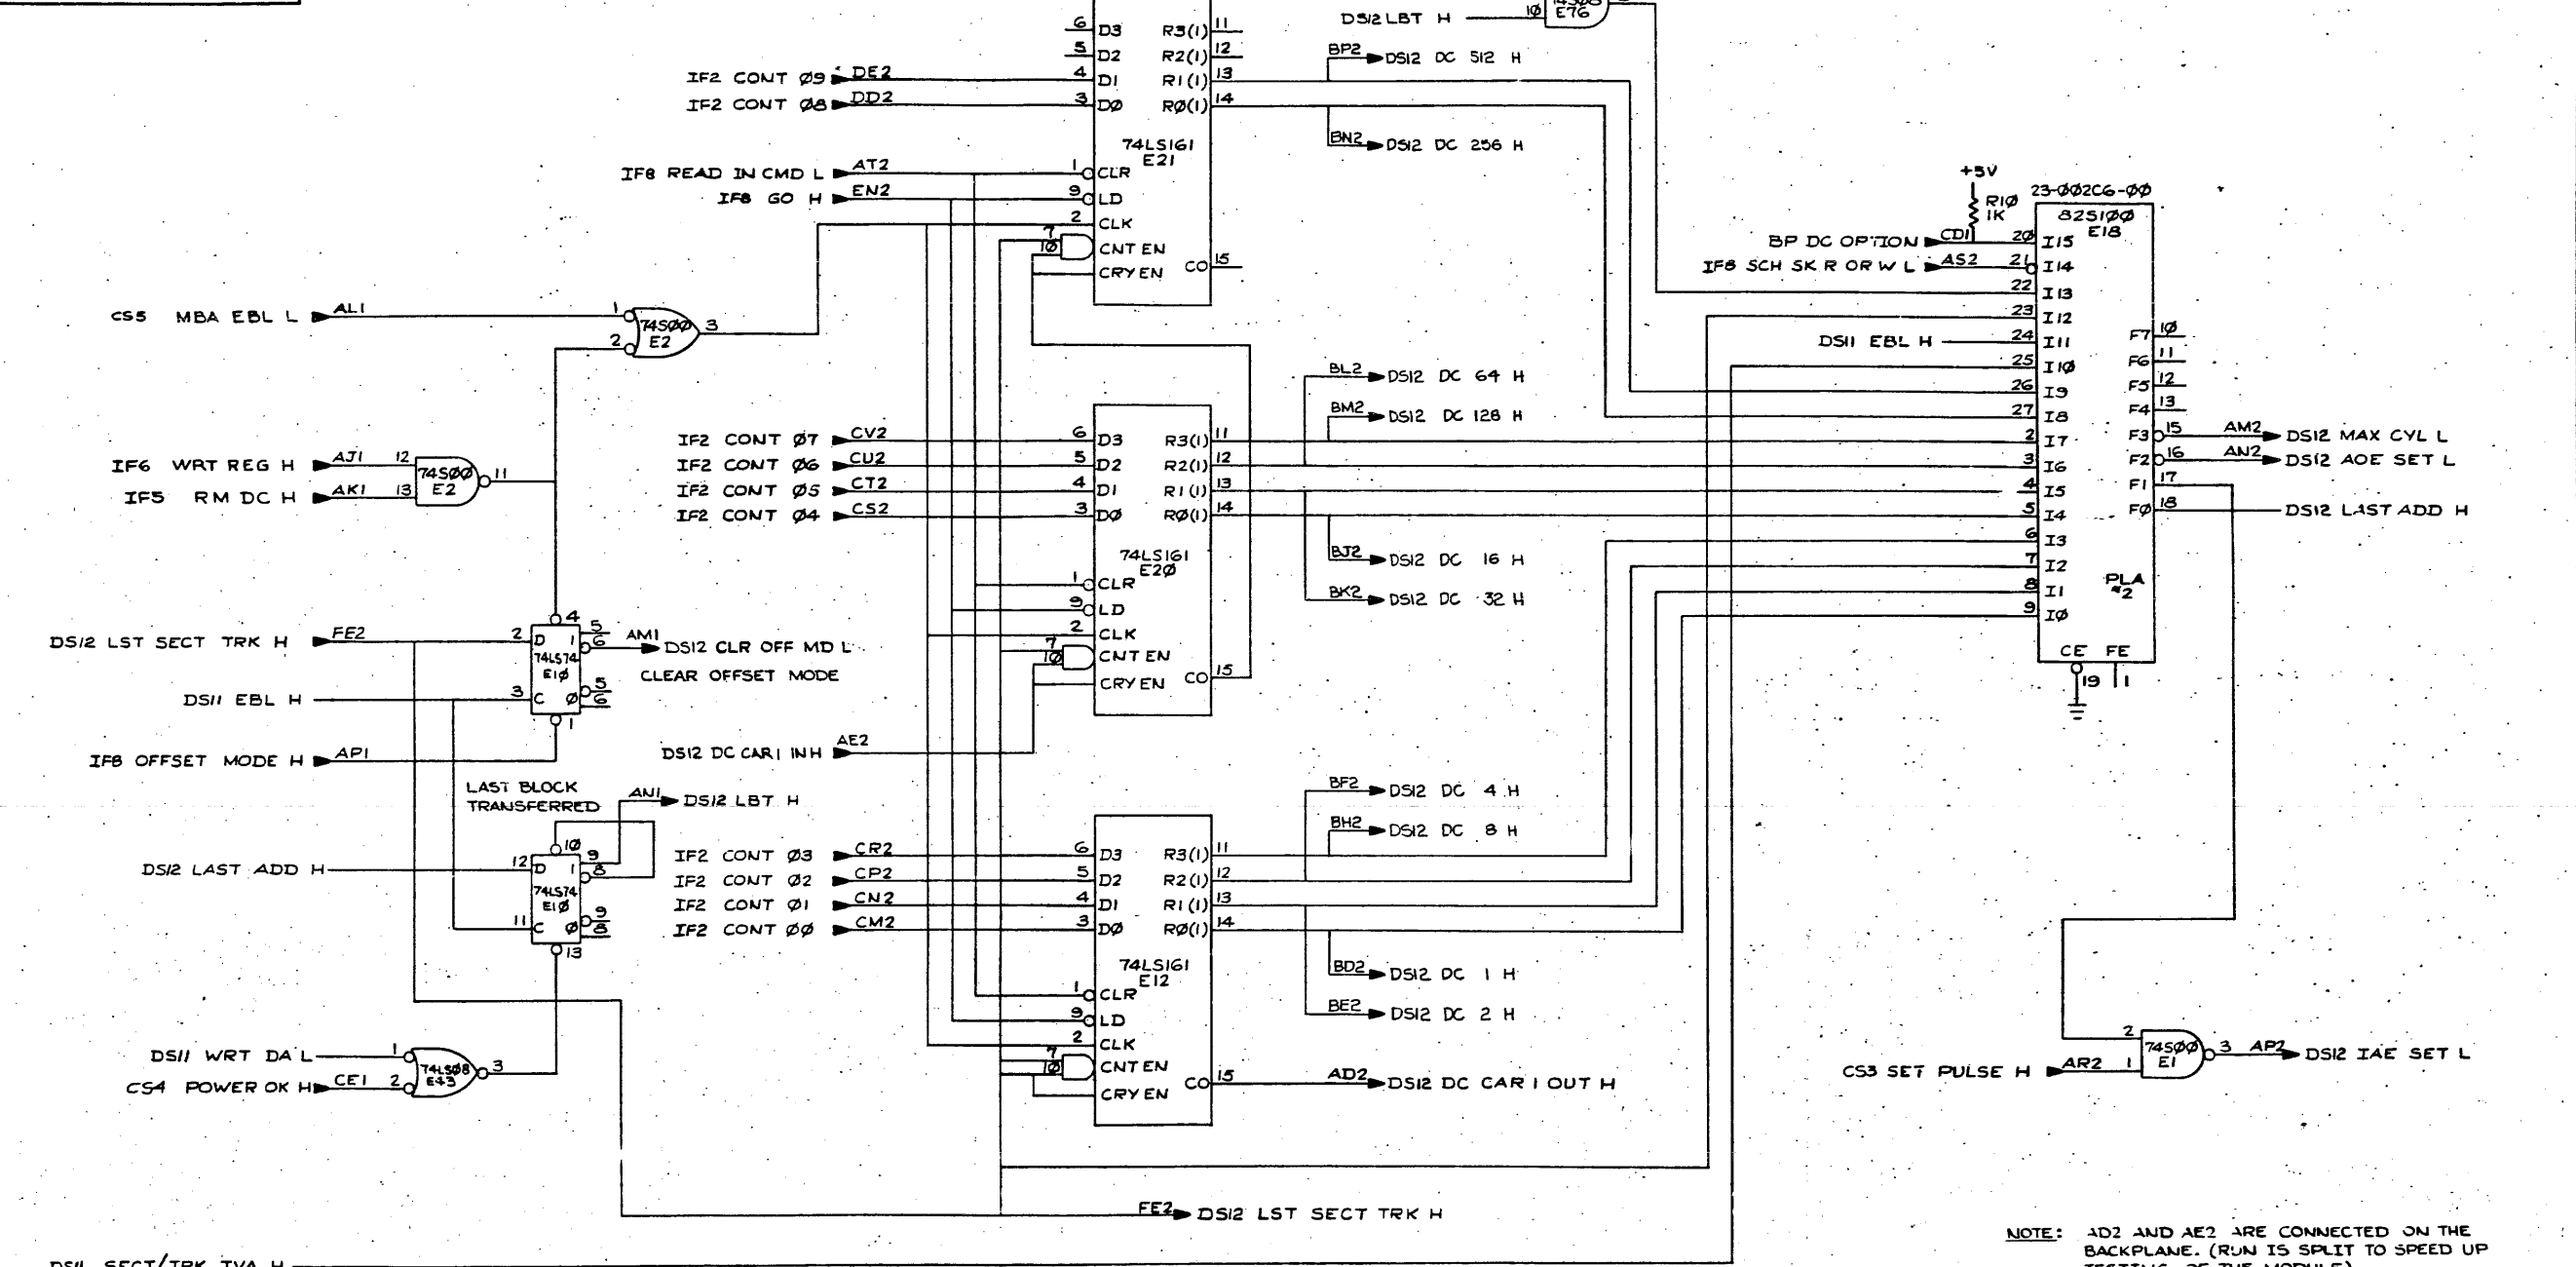 DS12 LBT H 10 E76
6 D3 R3(1) 11
5 D2 R2(1) 12
BP2 DS12 DC 512 H
IF2 CONT Ø9 DE2 4 D1 R1(1) 13
IF2 CONT Ø8 DD2 3 DØ RØ(1) 14
BN2 DS12 DC 256 H
74LS161
E21
IF8 READ IN CMD L AT2 1 CLR
IF8 GO H EN2 9 LD
2 CLK
7
1Ø CNT EN
CRY EN CO 15
+5V
R1Ø
1K
23-ØØ2C6-ØØ
82S1ØØ
E18
BP DC OPTION CD1 2Ø I15
IF8 SCH SK R OR W L AS2 21 I14
22 I13
23 I12
DS11 EBL H 24 I11
25 I1Ø
26 I9
27 I8
2 I7
3 I6
4 I5
5 I4
6 I3
7 I2
8 I1
9 IØ
F7 1Ø
F6 11
F5 12
F4 13
F3 15 AM2 DS12 MAX CYL L
F2 16 AN2 DS12 AOE SET L
F1 17
FØ 18 DS12 LAST ADD H
PLA
#2
CE FE
19 1
CS5 MBA EBL L AL1 1
2
74SØØ
E2
3
IF6 WRT REG H AJ1 12
IF5 RM DC H AK1 13
74SØØ
E2
11
BL2 DS12 DC 64 H
BM2 DS12 DC 128 H
IF2 CONT Ø7 CV2 6 D3 R3(1) 11
IF2 CONT Ø6 CU2 5 D2 R2(1) 12
IF2 CONT Ø5 CT2 4 D1 R1(1) 13
IF2 CONT Ø4 CS2 3 DØ RØ(1) 14
74LS161
E2Ø
BJ2 DS12 DC 16 H
BK2 DS12 DC 32 H
1 CLR
9 LD
2 CLK
7
1Ø CNT EN
CRY EN CO 15
4
DS12 LST SECT TRK H FE2 2 D 1 5
6 AM1 DS12 CLR OFF MD L
74LS74
E1Ø
CLEAR OFFSET MODE
DS11 EBL H 3 C Ø 5
6
1
IF8 OFFSET MODE H AP1
DS12 DC CAR 1 IN H AE2
LAST BLOCK
TRANSFERRED
AN1 DS12 LBT H
1Ø
DS12 LAST ADD H 12 D 1 9
8
74LS74
E1Ø
11 C Ø 9
8
13
BF2 DS12 DC 4 H
BH2 DS12 DC 8 H
IF2 CONT Ø3 CR2 6 D3 R3(1) 11
IF2 CONT Ø2 CP2 5 D2 R2(1) 12
IF2 CONT Ø1 CN2 4 D1 R1(1) 13
IF2 CONT ØØ CM2 3 DØ RØ(1) 14
74LS161
E12
BD2 DS12 DC 1 H
BE2 DS12 DC 2 H
1 CLR
9 LD
2 CLK
7
1Ø CNT EN
CRY EN CO 15 AD2 DS12 DC CAR 1 OUT H
DS11 WRT DA L 1
CS4 POWER OK H CE1 2
74LSØ8
E43
3
2
CS3 SET PULSE H AR2 1
74SØØ
E1
3 AP2 DS12 IAE SET L
FE2 DS12 LST SECT TRK H
DS11 SECT/TRK IVA H
NOTE: AD2 AND AE2 ARE CONNECTED ON THE
BACKPLANE. (RUN IS SPLIT TO SPEED UP
TESTING OF THE MODULE)